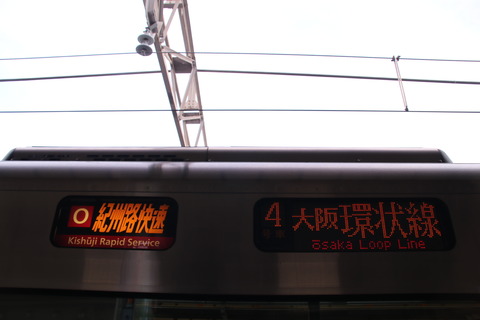 O 紀州路快速
Kishūji Rapid Service
4 大阪環状線
Ōsaka Loop Line